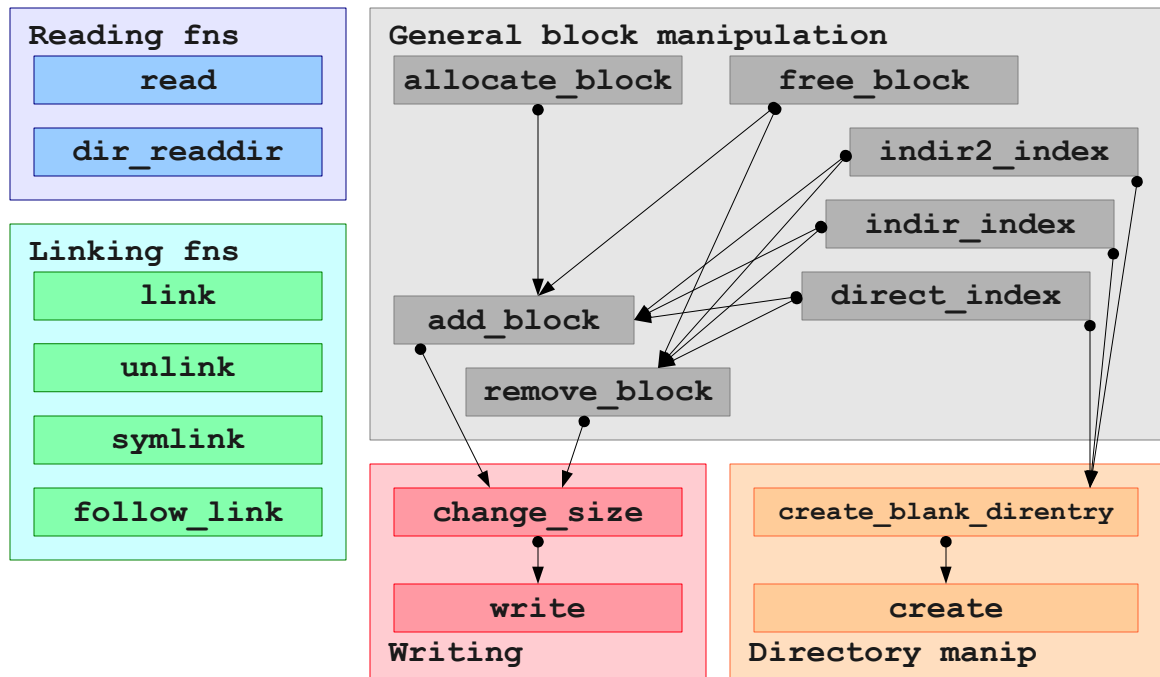 Reading fns
read
dir_readdir
Linking fns
link
unlink
symlink
follow_link
General block manipulation
allocate_block
free_block
indir2_index
indir_index
direct_index
add_block
remove_block
change_size
write
Writing
create_blank_direntry
create
Directory manip